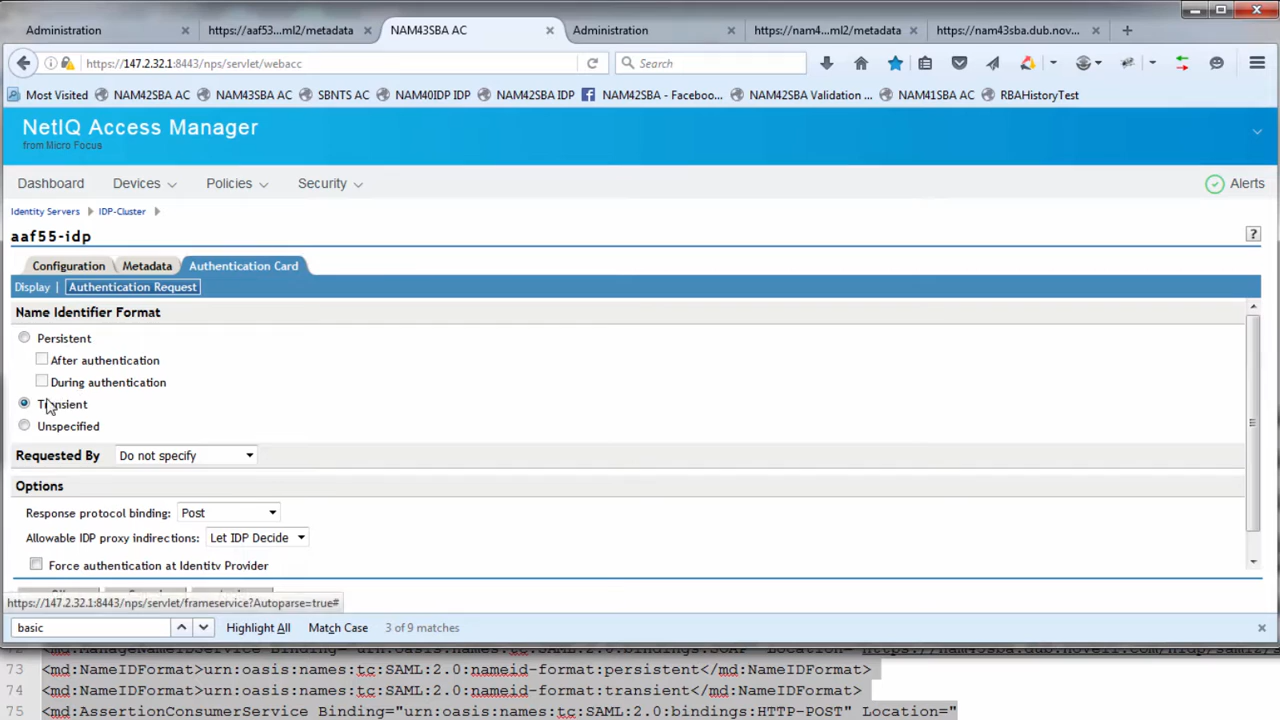 Administration
https://aaf53...ml2/metadata
NAM43SBA AC
Administration
https://nam4...ml2/metadata
https://nam43sba.dub.nov...
https://147.2.32.1:8443/nps/servlet/webacc
Search
Most Visited
NAM42SBA AC
NAM43SBA AC
SBNTS AC
NAM40IDP IDP
NAM42SBA IDP
NAM42SBA - Faceboo...
NAM42SBA Validation ...
NAM41SBA AC
RBAHistoryTest
NetIQ Access Manager
from Micro Focus
Dashboard
Devices
Policies
Security
Alerts
Identity Servers
IDP-Cluster
aaf55-idp
?
Configuration
Metadata
Authentication Card
Display |
Authentication Request
Name Identifier Format
Persistent
After authentication
During authentication
Transient
Unspecified
Requested By
Do not specify
Options
Response protocol binding:
Post
Allowable IDP proxy indirections:
Let IDP Decide
Force authentication at Identity Provider
https://147.2.32.1:8443/nps/servlet/frameservice?Autoparse=true#
basic
Highlight All
Match Case
3 of 9 matches
73 <md:NameIDFormat>urn:oasis:names:tc:SAML:2.0:nameid-format:persistent</md:NameIDFormat>
74 <md:NameIDFormat>urn:oasis:names:tc:SAML:2.0:nameid-format:transient</md:NameIDFormat>
75 <md:AssertionConsumerService Binding="urn:oasis:names:tc:SAML:2.0:bindings:HTTP-POST" Location="